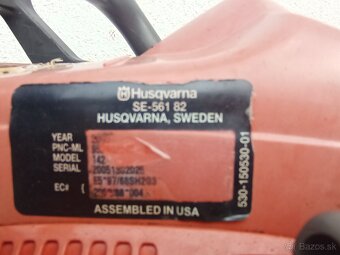 Husqvarna
SE-561 82
HUSQVARNA, SWEDEN
YEAR
PNC-ML
MODEL 142
SERIAL
EC#
ASSEMBLED IN USA
530-150530-01
bazos.sk